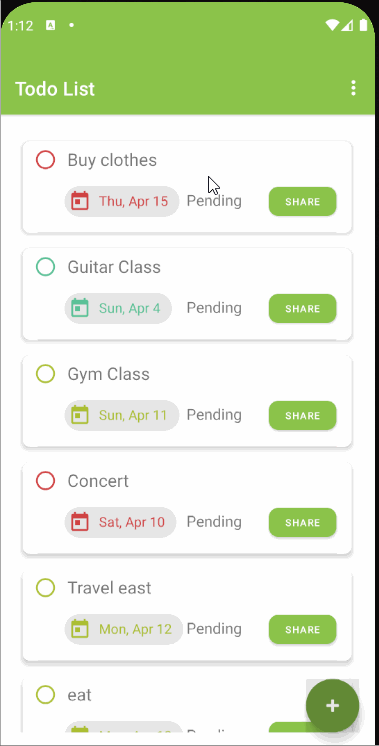 1:12
Todo List
Buy clothes
Thu, Apr 15 Pending SHARE
Guitar Class
Sun, Apr 4 Pending SHARE
Gym Class
Sun, Apr 11 Pending SHARE
Concert
Sat, Apr 10 Pending SHARE
Travel east
Mon, Apr 12 Pending SHARE
eat